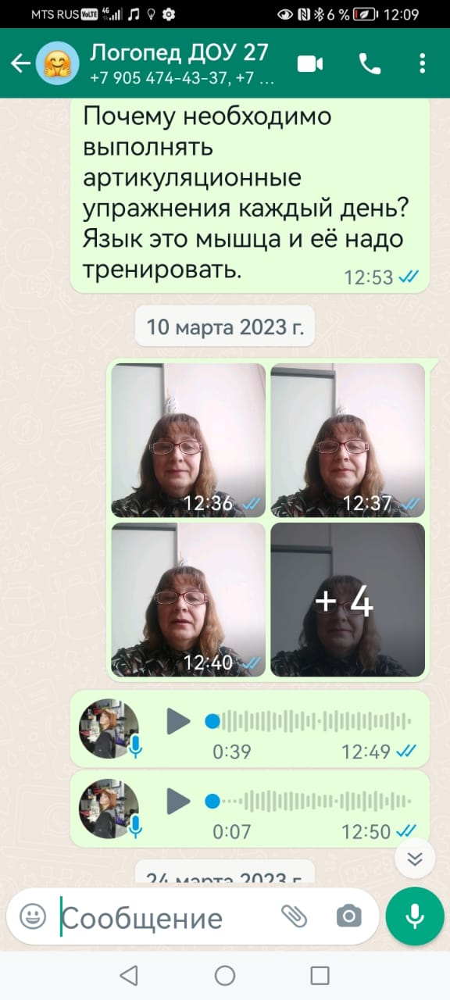 MTS RUS VoLTE 4G 6 % 12:09
Логопед ДОУ 27
+7 905 474-43-37, +7 ...
Почему необходимо
выполнять
артикуляционные
упражнения каждый день?
Язык это мышца и её надо
тренировать.
12:53
10 марта 2023 г.
12:36 12:37
12:40 + 4
0:39 12:49
0:07 12:50
24 марта 2023 г.
Сообщение